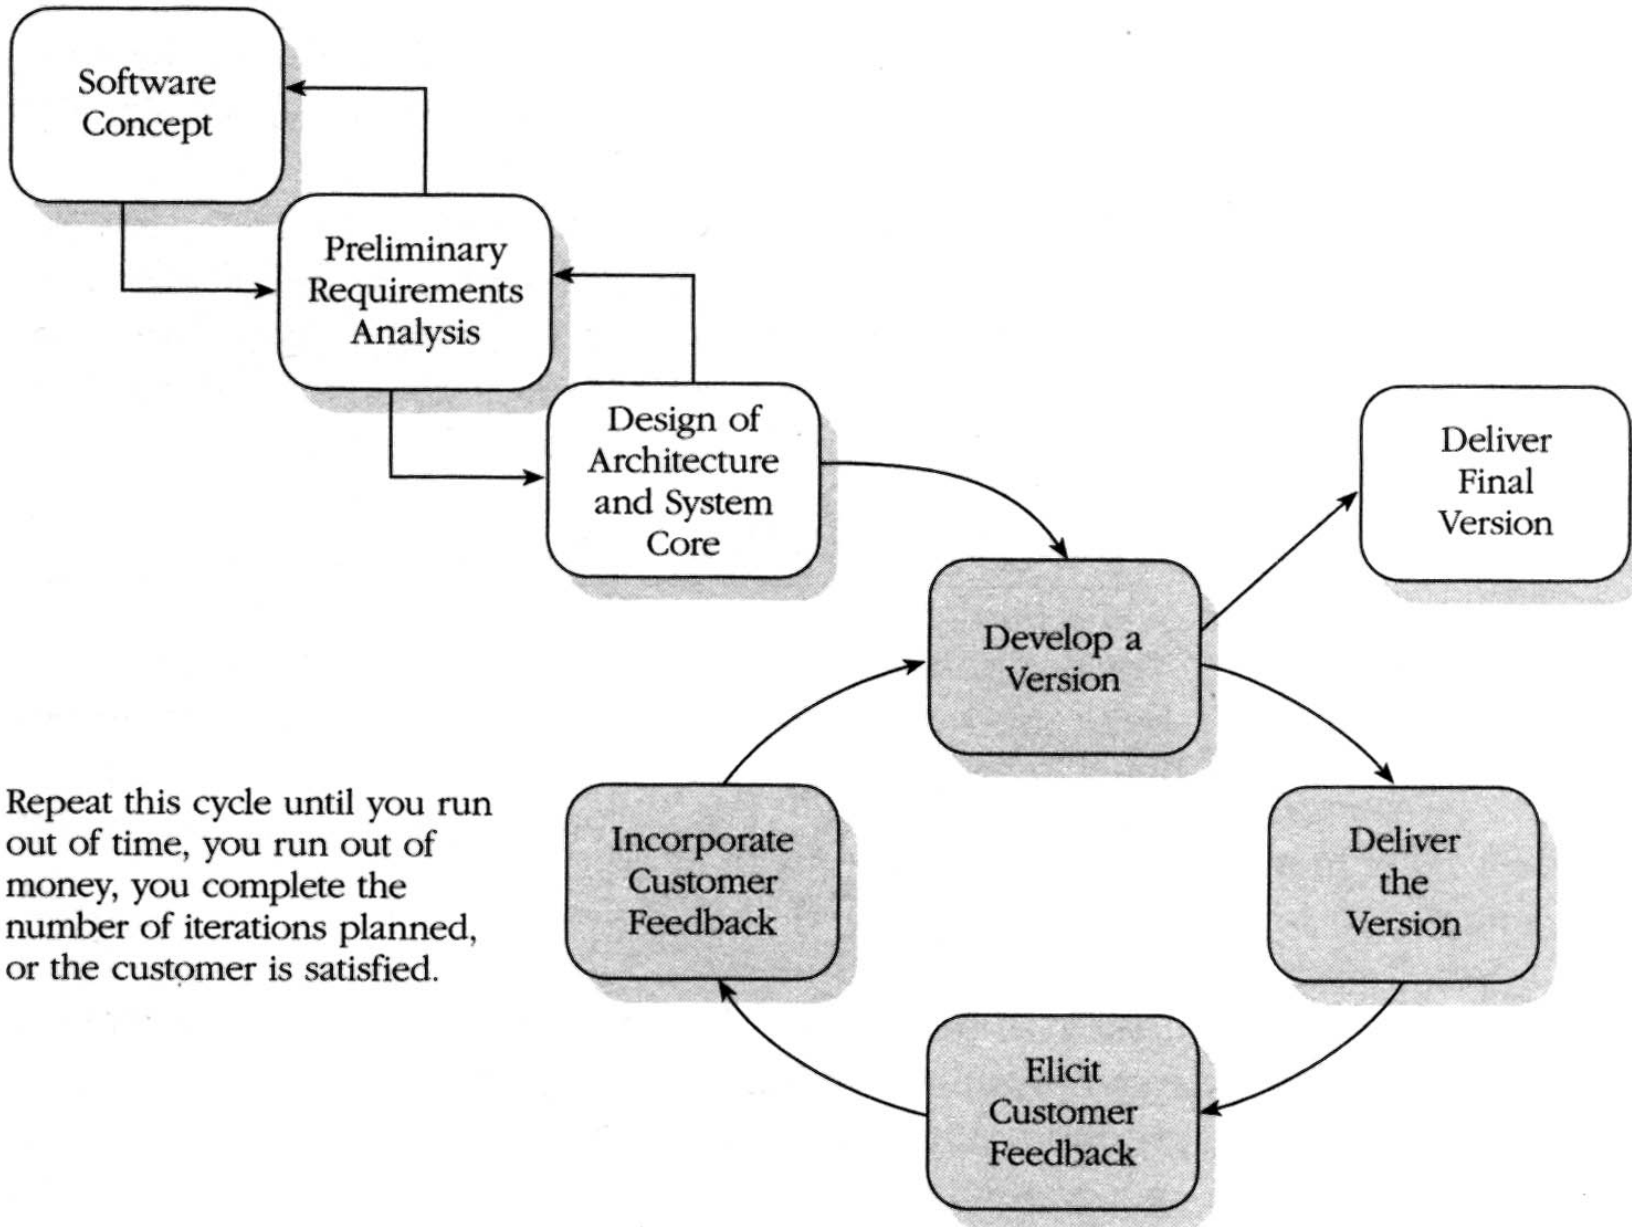 Software
Concept
Preliminary
Requirements
Analysis
Design of
Architecture
and System
Core
Deliver
Final
Version
Develop a
Version
Repeat this cycle until you run
out of time, you run out of
money, you complete the
number of iterations planned,
or the customer is satisfied.
Incorporate
Customer
Feedback
Deliver
the
Version
Elicit
Customer
Feedback